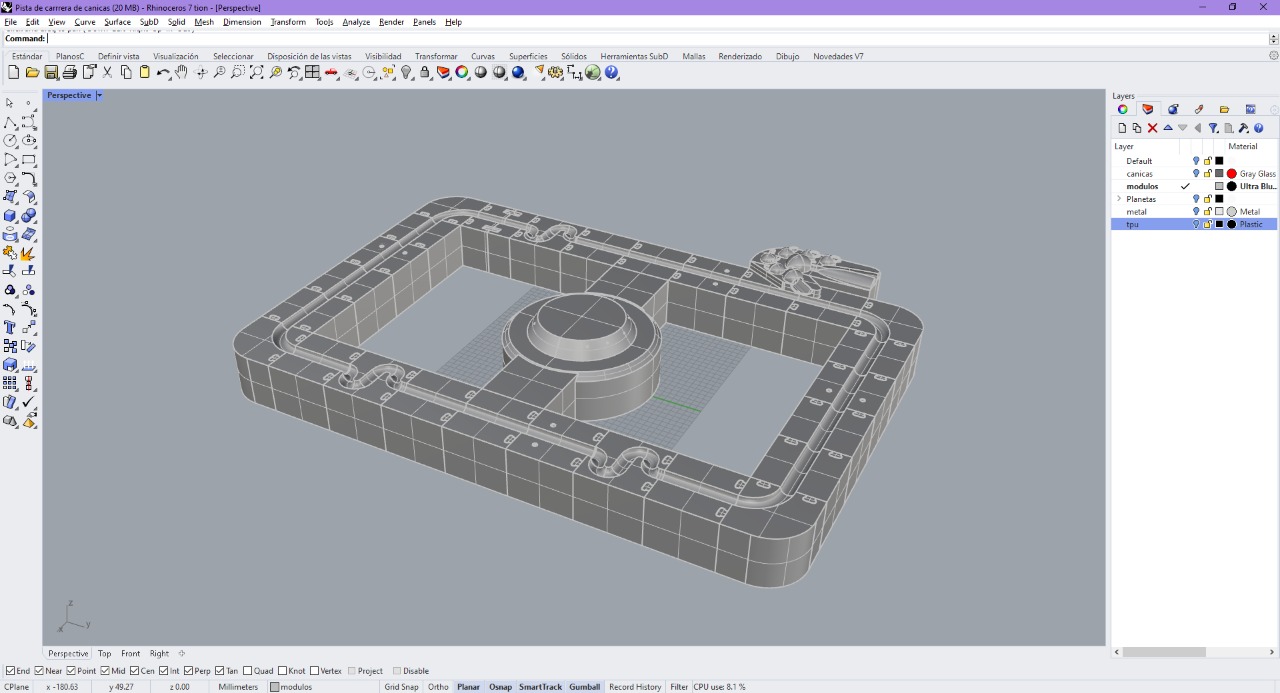 Pista de carrera de canicas (20 MB) - Rhinoceros 7 tion - [Perspective]
File Edit View Curve Surface SubD Solid Mesh Dimension Transform Tools Analyze Render Panels Help
Command:
Estándar PlanosC Definir vista Visualización Seleccionar Disposición de las vistas Visibilidad Transformar Curvas Superficies Sólidos Herramientas SubD Mallas Renderizado Dibujo Novedades V7
Perspective
Layers
Layer Material
Default
canicas Gray Glass
modulos Ultra Blu...
Planetas
metal Metal
tpu Plastic
z
x y
Perspective Top Front Right
End Near Point Mid Cen Int Perp Tan Quad Knot Vertex Project Disable
CPlane x -180.63 y 49.27 z 0.00 Millimeters modulos Grid Snap Ortho Planar Osnap SmartTrack Gumball Record History Filter CPU use: 8.1 %